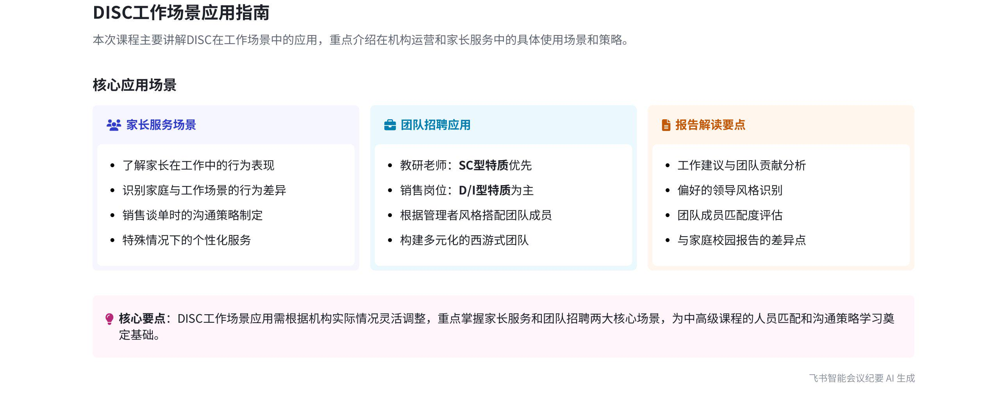 DISC工作场景应用指南
本次课程主要讲解DISC在工作场景中的应用，重点介绍在机构运营和家长服务中的具体使用场景和策略。
核心应用场景
家长服务场景
• 了解家长在工作中的行为表现
• 识别家庭与工作场景的行为差异
• 销售谈单时的沟通策略制定
• 特殊情况下的个性化服务
团队招聘应用
• 教研老师：SC型特质优先
• 销售岗位：D/I型特质为主
• 根据管理者风格搭配团队成员
• 构建多元化的西游式团队
报告解读要点
• 工作建议与团队贡献分析
• 偏好的领导风格识别
• 团队成员匹配度评估
• 与家庭校园报告的差异点
核心要点：DISC工作场景应用需根据机构实际情况灵活调整，重点掌握家长服务和团队招聘两大核心场景，为中高级课程的人员匹配和沟通策略学习奠
定基础。
飞书智能会议纪要 AI 生成